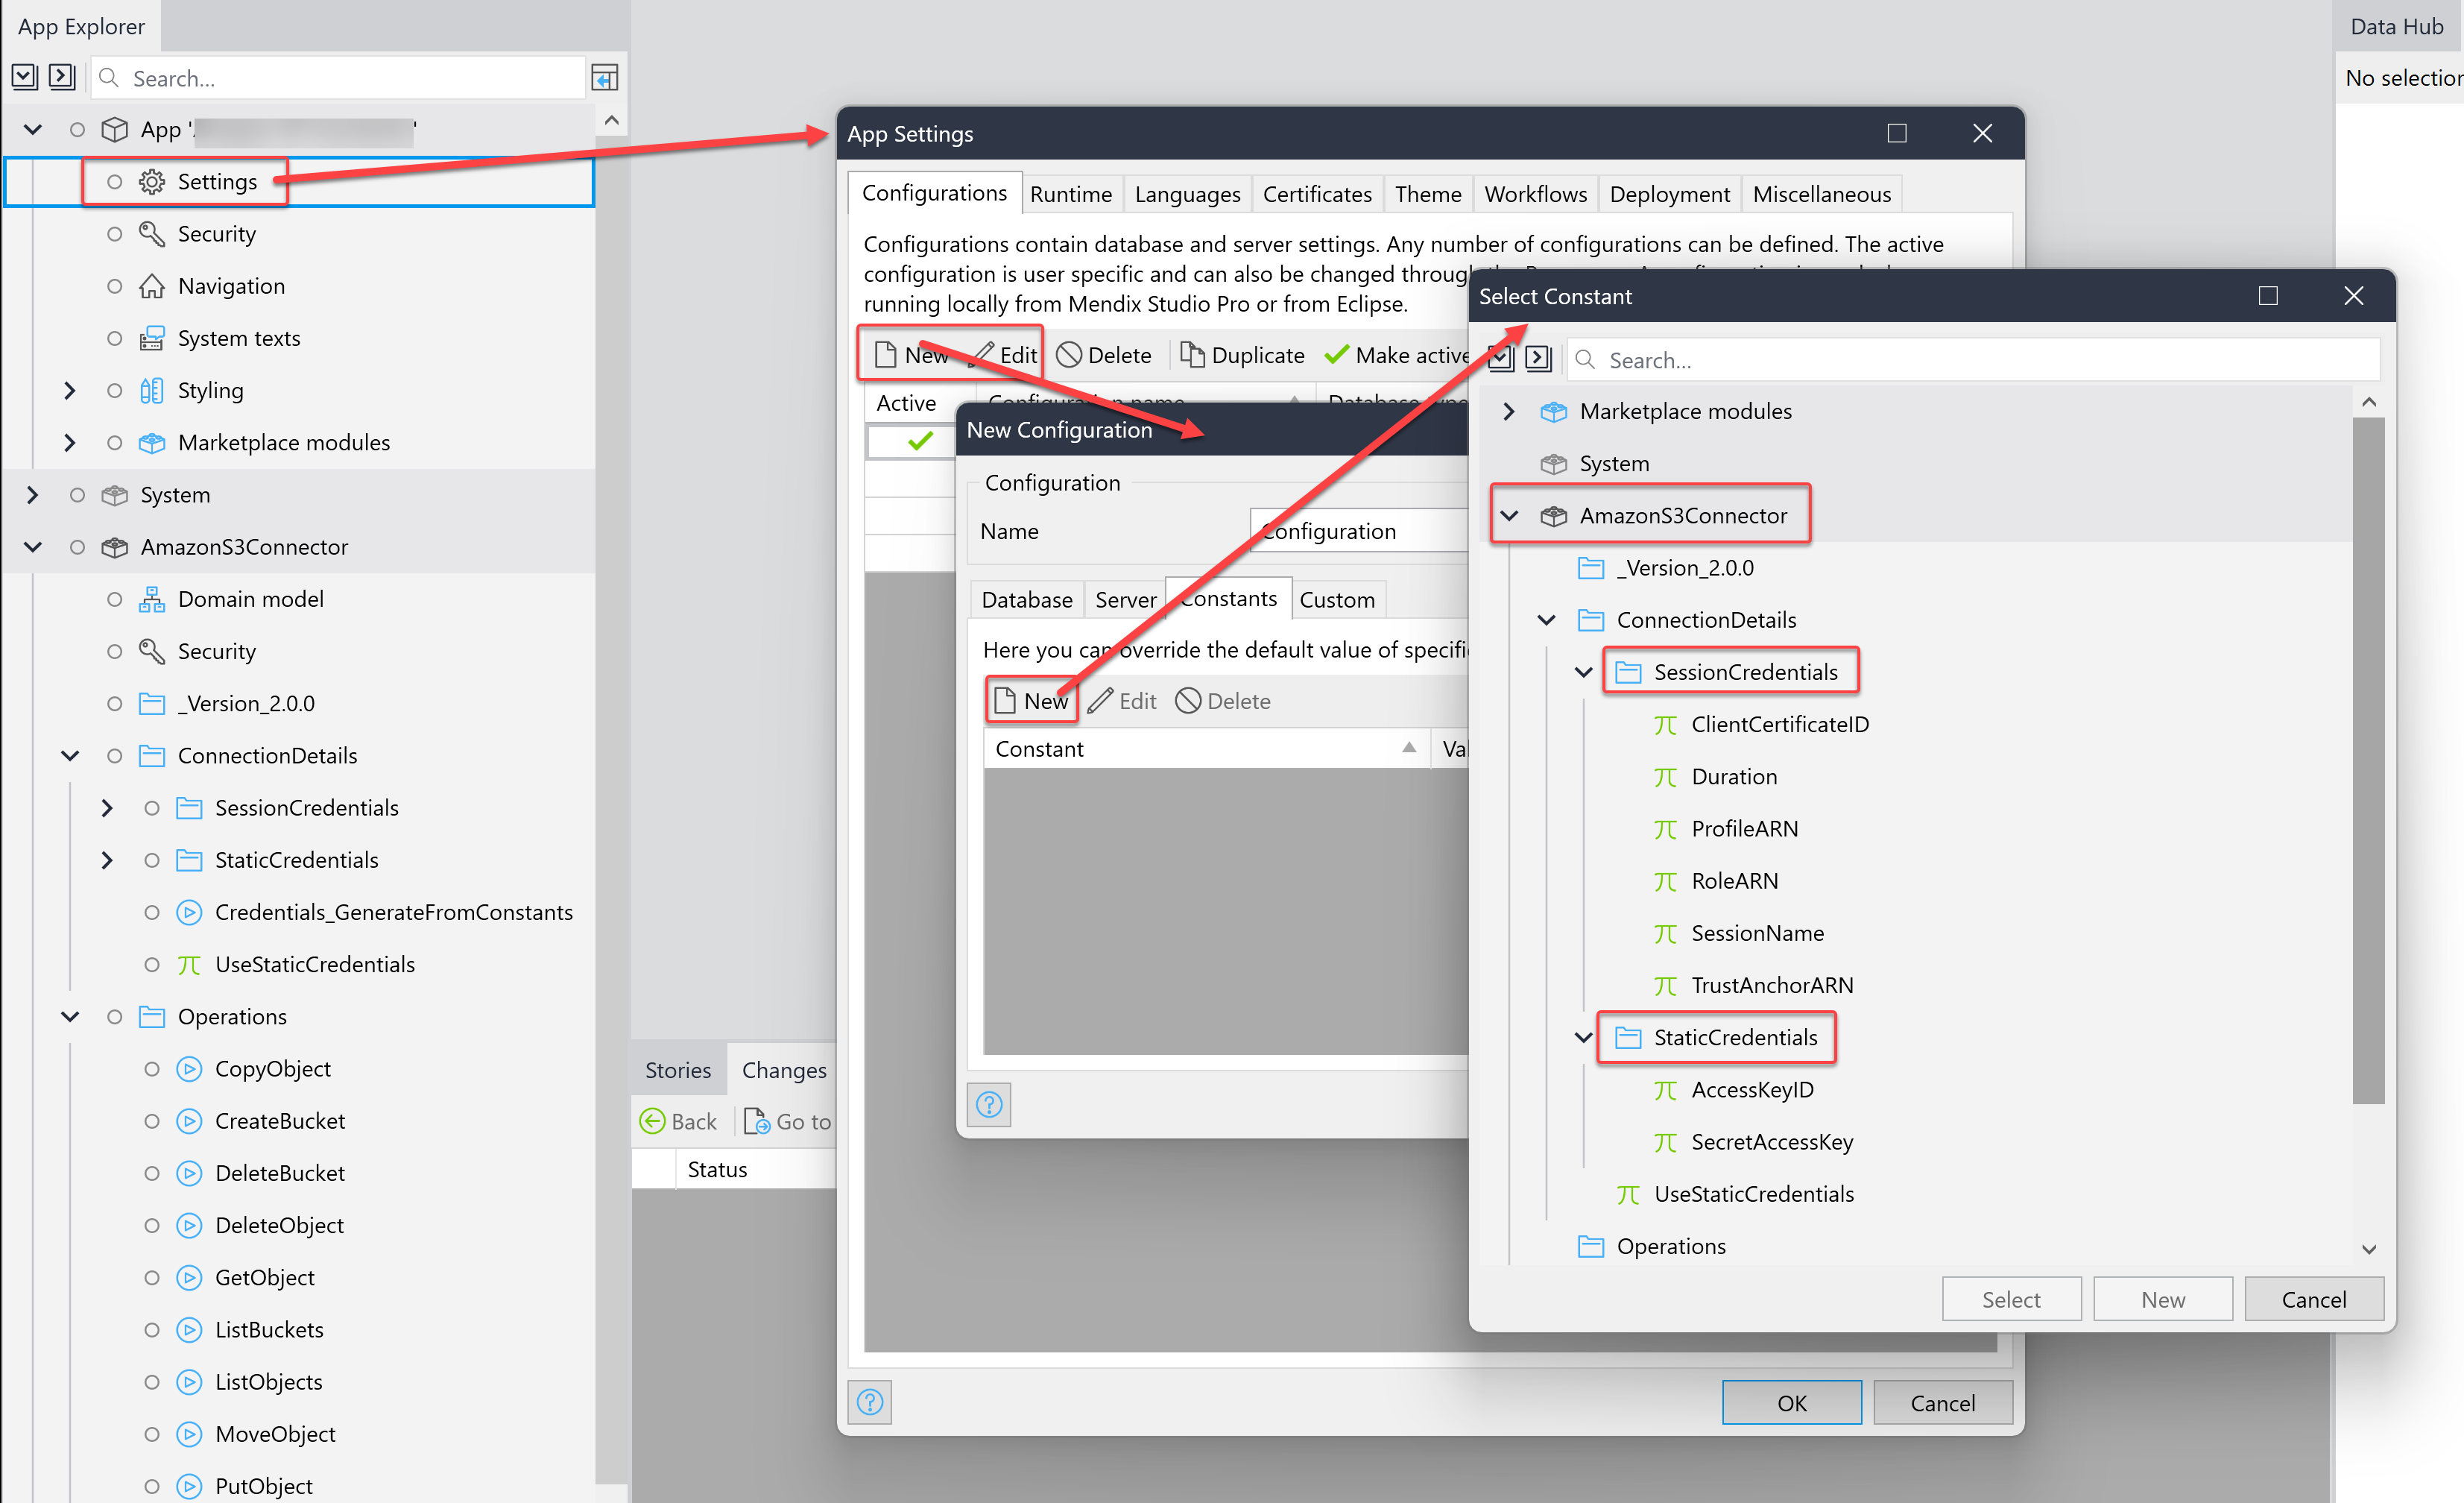 App Explorer
Search...
App '
Settings
Security
Navigation
System texts
Styling
Marketplace modules
System
AmazonS3Connector
Domain model
Security
_Version_2.0.0
ConnectionDetails
SessionCredentials
StaticCredentials
Credentials_GenerateFromConstants
UseStaticCredentials
Operations
CopyObject
CreateBucket
DeleteBucket
DeleteObject
GetObject
ListBuckets
ListObjects
MoveObject
PutObject
Stories Changes
Back Go to
Status
App Settings
Configurations Runtime Languages Certificates Theme Workflows Deployment Miscellaneous
Configurations contain database and server settings. Any number of configurations can be defined. The active
configuration is user specific and can also be changed through
running locally from Mendix Studio Pro or from Eclipse.
New Edit Delete Duplicate Make active
Active Configuration name Database type
New Configuration
Configuration
Name Configuration
Database Server Constants Custom
Here you can override the default value of specifi
New Edit Delete
Constant Val
OK Cancel
Select Constant
Search...
Marketplace modules
System
AmazonS3Connector
_Version_2.0.0
ConnectionDetails
SessionCredentials
ClientCertificateID
Duration
ProfileARN
RoleARN
SessionName
TrustAnchorARN
StaticCredentials
AccessKeyID
SecretAccessKey
UseStaticCredentials
Operations
Select New Cancel
Data Hub
No selection